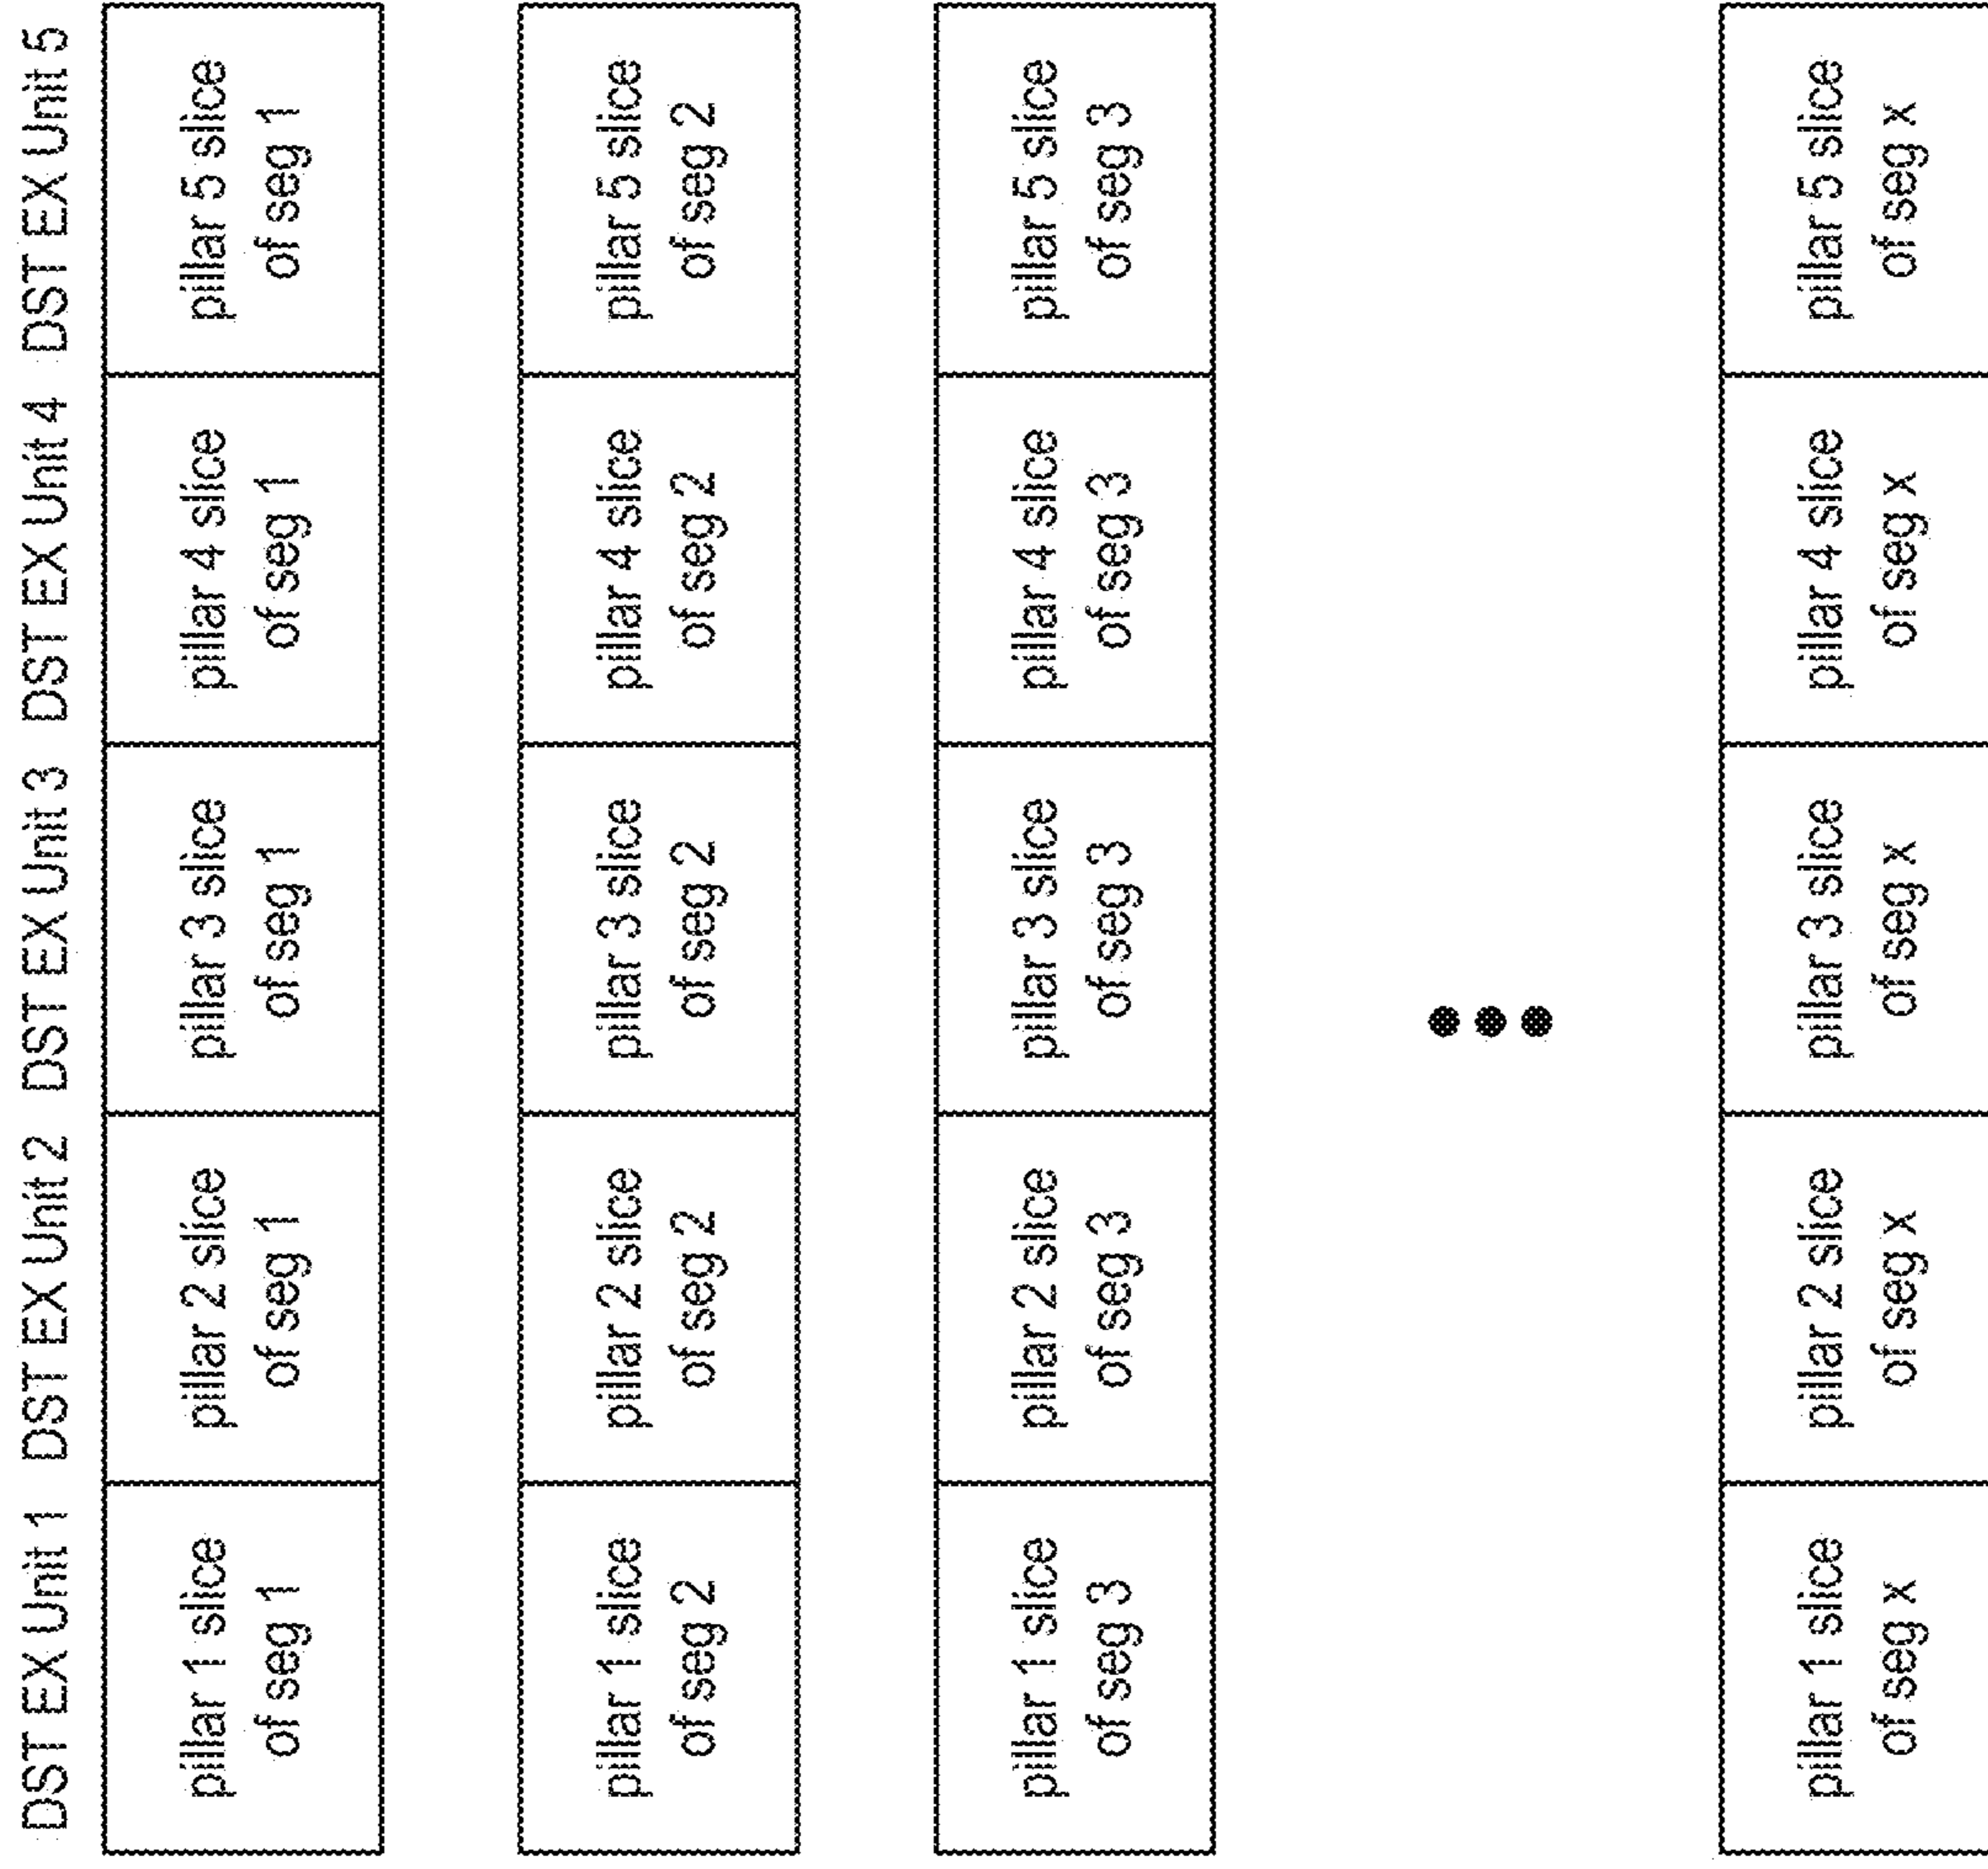 DST EX Unit 1 DST EX Unit 2 DST EX Unit 3 DST EX Unit 4 DST EX Unit 5
pillar 1 slice
of seg 1
pillar 2 slice
of seg 1
pillar 3 slice
of seg 1
pillar 4 slice
of seg 1
pillar 5 slice
of seg 1
pillar 1 slice
of seg 2
pillar 2 slice
of seg 2
pillar 3 slice
of seg 2
pillar 4 slice
of seg 2
pillar 5 slice
of seg 2
pillar 1 slice
of seg 3
pillar 2 slice
of seg 3
pillar 3 slice
of seg 3
pillar 4 slice
of seg 3
pillar 5 slice
of seg 3
pillar 1 slice
of seg x
pillar 2 slice
of seg x
pillar 3 slice
of seg x
pillar 4 slice
of seg x
pillar 5 slice
of seg x